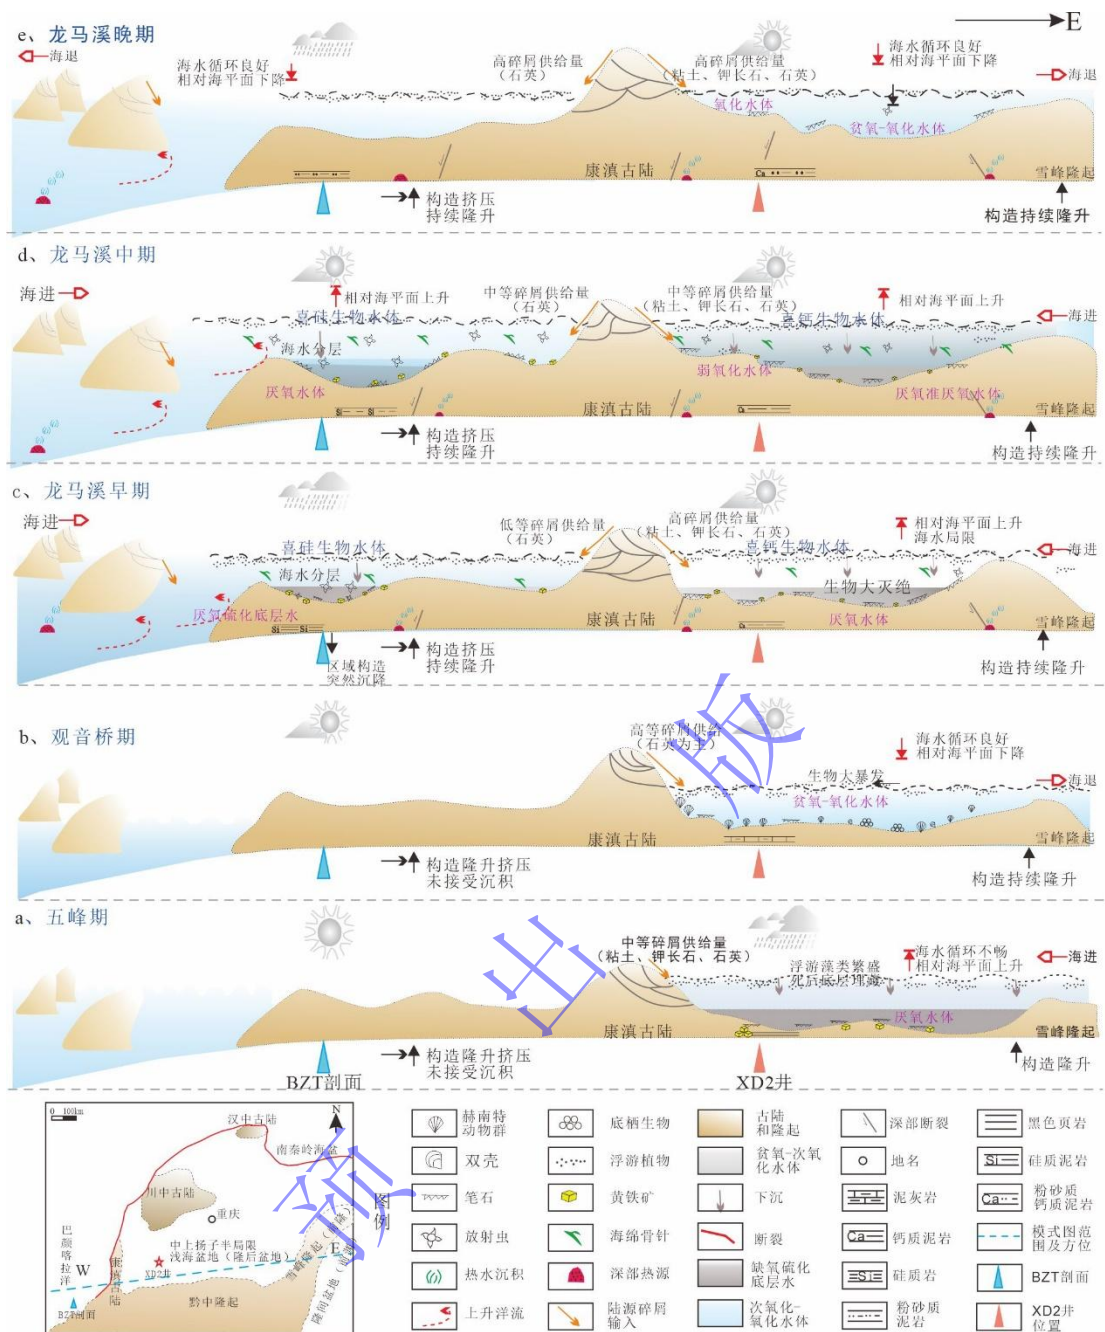 E
e、龙马溪晚期
海退
海水循环良好
相对海平面下降
高碎屑供给量
（石英）
高碎屑供给量
（粘土、钾长石、石英）
海水循环良好
相对海平面下降
海退
氧化水体
贫氧-氧化水体
康滇古陆
Ca
雪峰隆起
构造挤压
持续隆升
构造持续隆升
d、龙马溪中期
海进
相对海平面上升
喜硅生物水体
中等碎屑供给量
（石英）
中等碎屑供给量
（粘土、钾长石、石英）
喜钙生物水体
相对海平面上升
海进
海水分层
厌氧水体
弱氧化水体
厌氧准厌氧水体
Si Si
康滇古陆
雪峰隆起
构造挤压
持续隆升
构造持续隆升
c、龙马溪早期
海进
喜硅生物水体
低等碎屑供给量
（石英）
高碎屑供给量
（粘土、钾长石、石英）
喜钙生物水体
相对海平面上升
海水局限
海进
海水分层
生物大灭绝
厌氧硫化底层水
厌氧水体
Si Si
康滇古陆
雪峰隆起
区域构造
突然沉降
构造挤压
持续隆升
构造持续隆升
b、观音桥期
高等碎屑供给
（石英为主）
海水循环良好
相对海平面下降
生物大暴发
海退
贫氧-氧化水体
康滇古陆
雪峰隆起
构造隆升挤压
未接受沉积
构造持续隆升
a、五峰期
中等碎屑供给量
（粘土、钾长石、石英）
浮游藻类繁盛
死后底层埋藏
海水循环不畅
相对海平面上升
海进
厌氧水体
康滇古陆
雪峰隆起
构造隆升挤压
未接受沉积
构造隆升
BZT剖面
XD2井
0 100km
N
汉中古陆
南秦岭海盆
川中古陆
重庆
巴颜喀拉洋
中上扬子半局限
浅海盆地（隆后盆地）
W
XD2井
E
康滇古陆
BZT剖面
黔中隆起
图例
赫南特
动物群
底栖生物
古陆
和隆起
深部断裂
黑色页岩
双壳
浮游植物
贫氧-次氧
化水体
地名
Si
硅质泥岩
笔石
黄铁矿
下沉
泥灰岩
Ca
粉砂质
钙质泥岩
放射虫
海绵骨针
断裂
Ca
钙质泥岩
模式图范
围及方位
热水沉积
深部热源
缺氧硫化
底层水
Si
硅质岩
BZT剖面
上升洋流
陆源碎屑
输入
次氧化-
氧化水体
粉砂质
泥岩
XD2井
位置
预出版